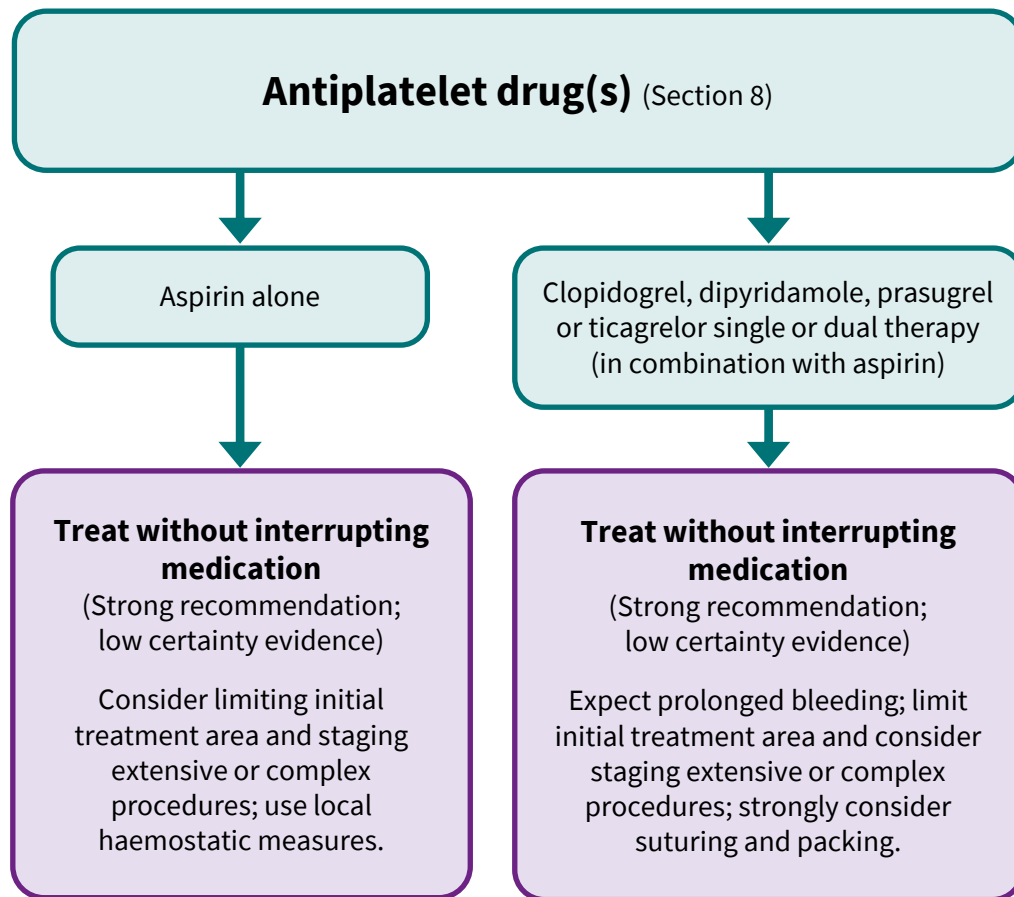 Antiplatelet drug(s) (Section 8)
Aspirin alone
Clopidogrel, dipyridamole, prasugrel
or ticagrelor single or dual therapy
(in combination with aspirin)
Treat without interrupting
medication
(Strong recommendation;
low certainty evidence)
Consider limiting initial
treatment area and staging
extensive or complex
procedures; use local
haemostatic measures.
Treat without interrupting
medication
(Strong recommendation;
low certainty evidence)
Expect prolonged bleeding; limit
initial treatment area and consider
staging extensive or complex
procedures; strongly consider
suturing and packing.